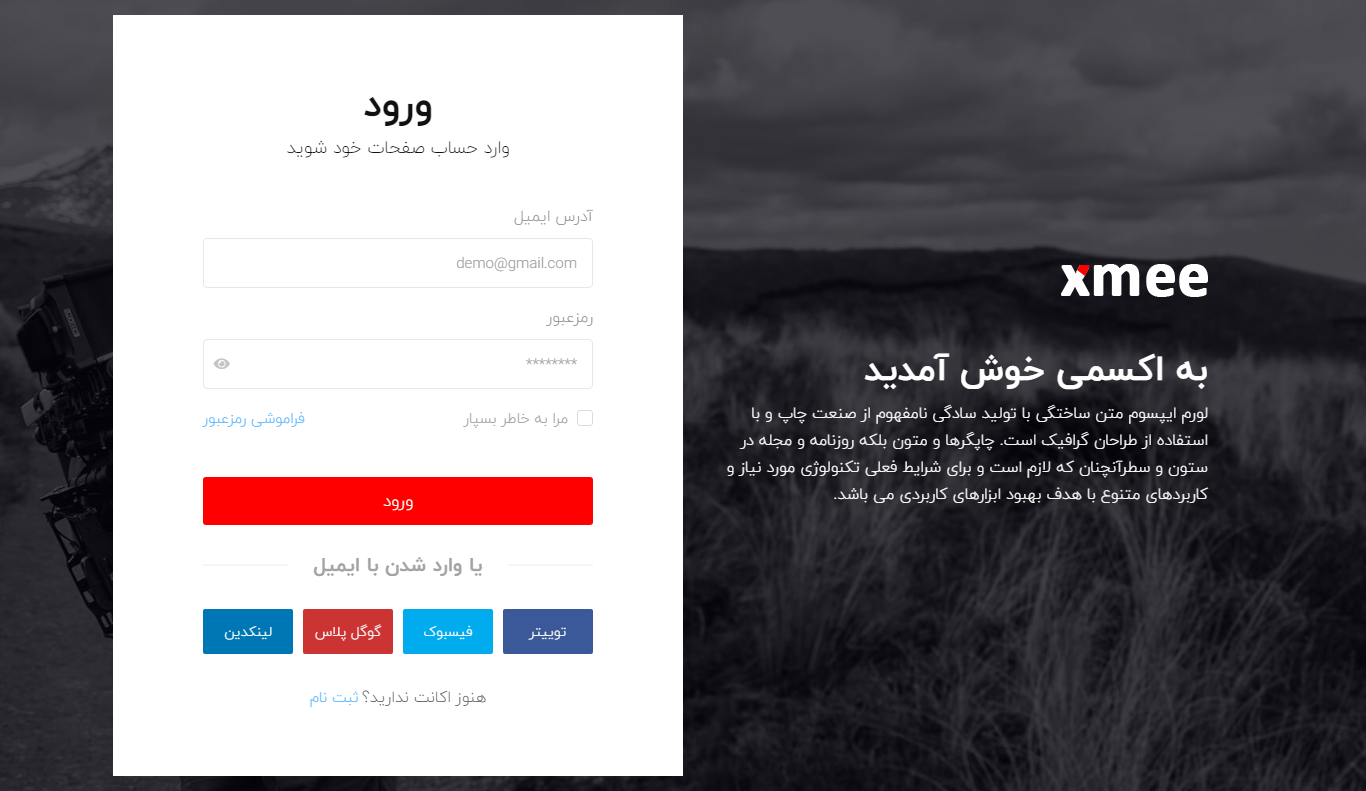 xmee
به اکسمی خوش آمدید
لورم ایپسوم متن ساختگی با تولید سادگی نامفهوم از صنعت چاپ و با
استفاده از طراحان گرافیک است. چاپگرها و متون بلکه روزنامه و مجله در
ستون و سطرآنچنان که لازم است و برای شرایط فعلی تکنولوژی مورد نیاز و
کاربردهای متنوع با هدف بهبود ابزارهای کاربردی می باشد.
ورود
وارد حساب صفحات خود شوید
آدرس ایمیل
demo@gmail.com
رمزعبور
********
مرا به خاطر بسپار فراموشی رمزعبور
ورود
یا وارد شدن با ایمیل
توییتر فیسبوک گوگل پلاس لینکدین
هنوز اکانت ندارید؟ ثبت نام